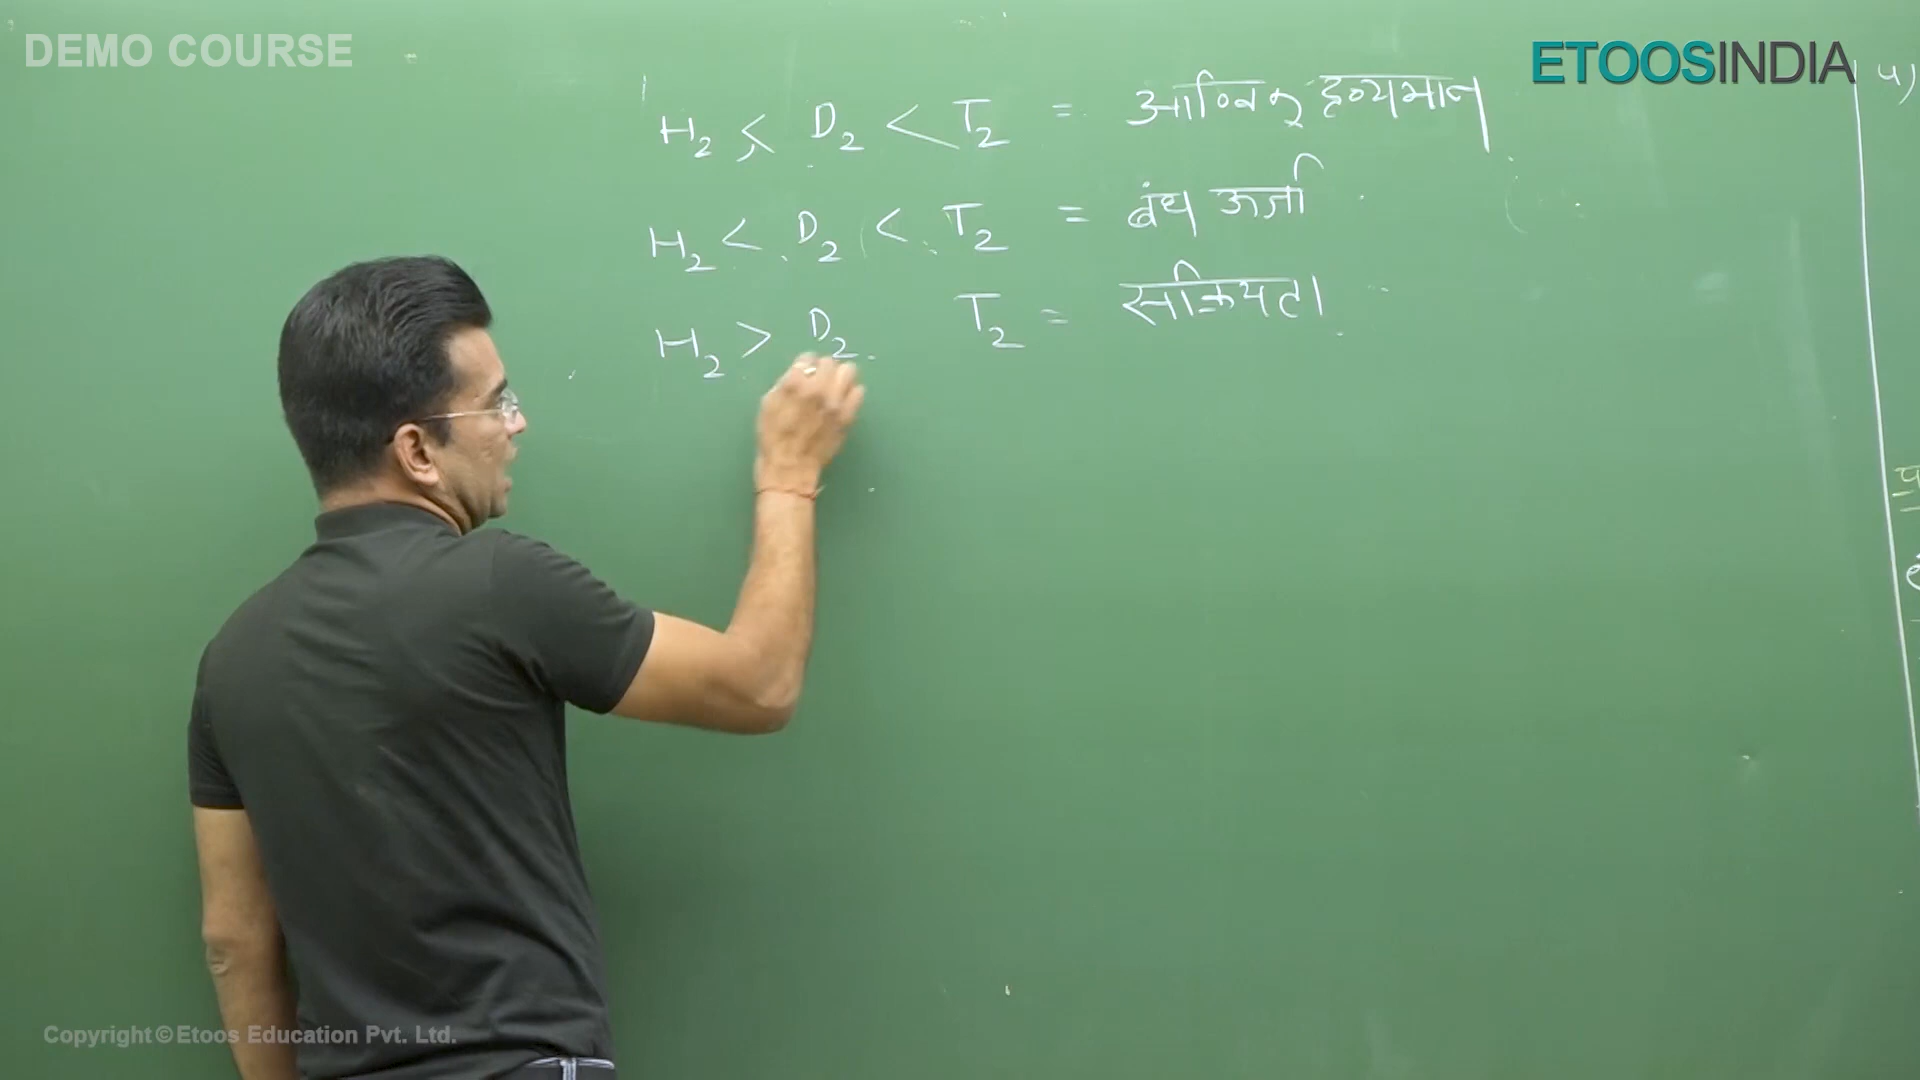 DEMO COURSE
ETOOSINDIA
H₂ < D₂ < T₂ = आण्विक द्रव्यमान
H₂ < D₂ < T₂ = बंध ऊर्जा
H₂ > D₂ T₂ = सक्रियता
Copyright © Etoos Education Pvt. Ltd.